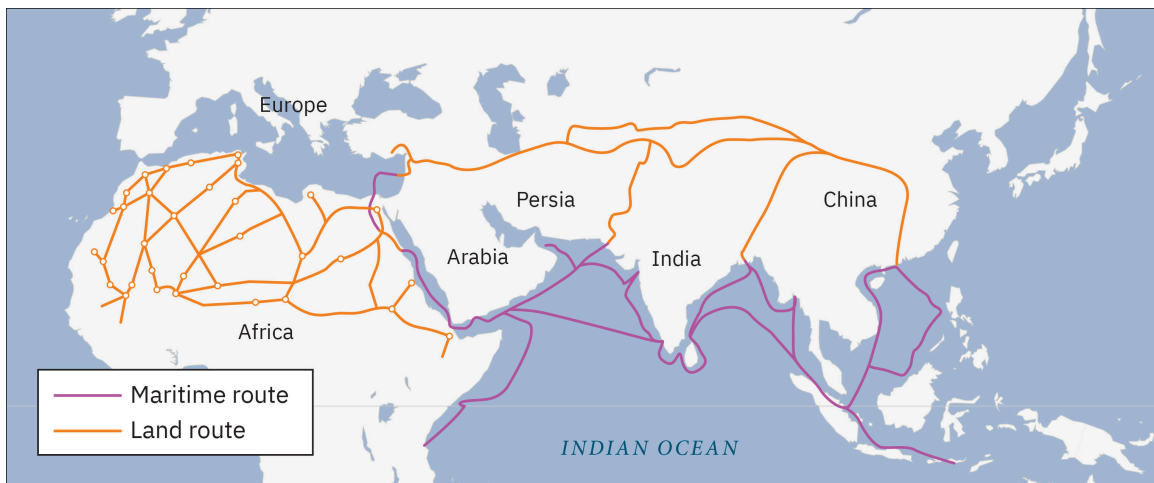 Europe
Persia
China
Arabia
India
Africa
Maritime route
Land route
INDIAN OCEAN